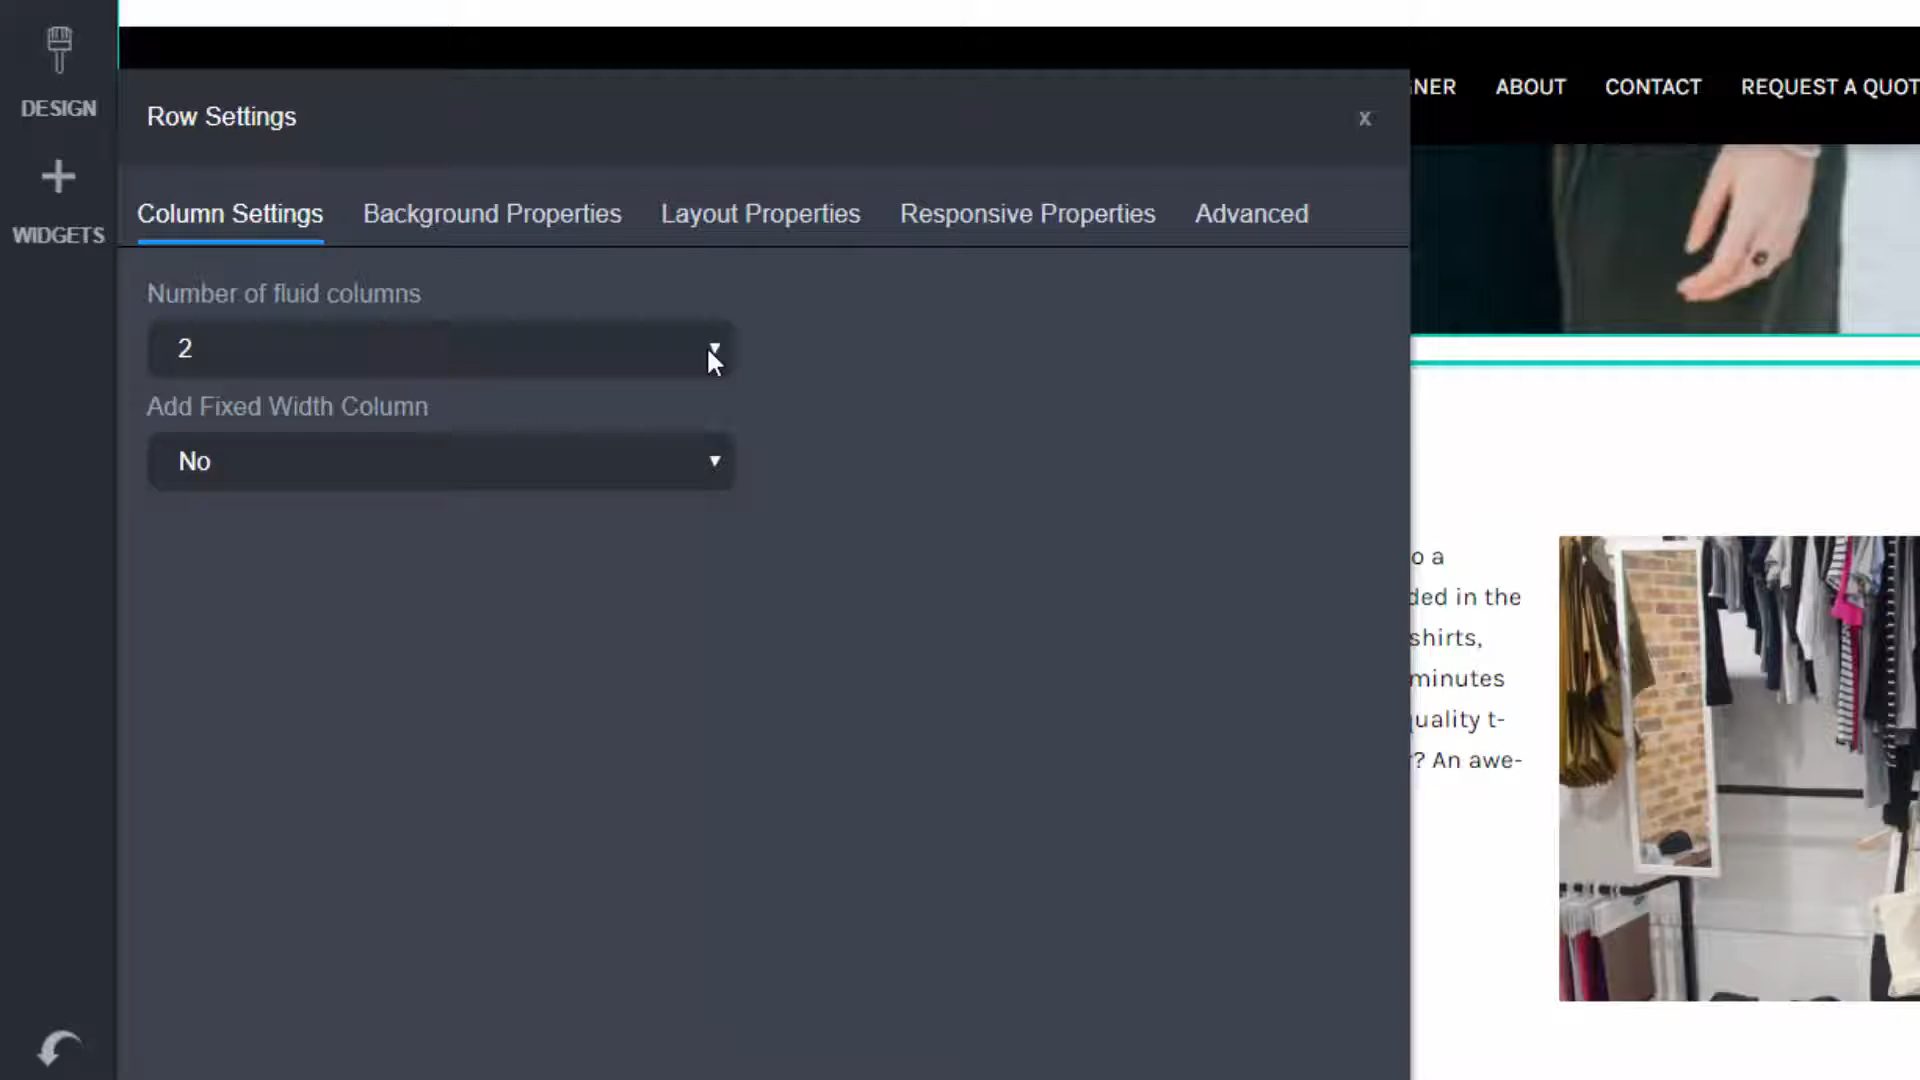 DESIGN
WIDGETS
Row Settings
x
Column Settings
Background Properties
Layout Properties
Responsive Properties
Advanced
Number of fluid columns
2
Add Fixed Width Column
No
ABOUT
CONTACT
REQUEST A QUOT
o a
ded in the
shirts,
minutes
uality t-
? An awe-